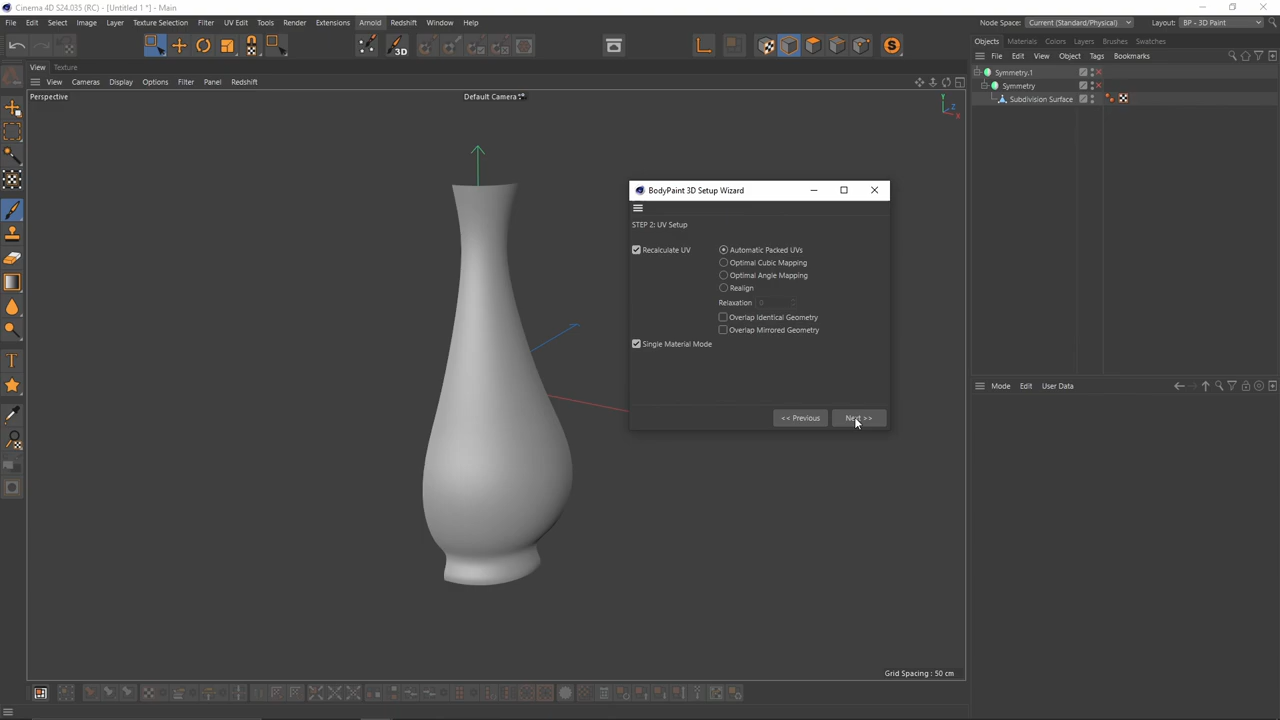 Cinema 4D S24.035 (RC) - [Untitled 1 *] - Main
File Edit Select Image Layer Texture Selection Filter UV Edit Tools Render Extensions Arnold Redshift Window Help
Node Space: Current (Standard/Physical) Layout: BP - 3D Paint
3D
S
Objects Materials Colors Layers Brushes Swatches
View Texture
File Edit View Object Tags Bookmarks
View Cameras Display Options Filter Panel Redshift
Perspective
Default Camera
Y
Z
X
Symmetry.1
Symmetry
Subdivision Surface
BodyPaint 3D Setup Wizard
STEP 2: UV Setup
Recalculate UV
Automatic Packed UVs
Optimal Cubic Mapping
Optimal Angle Mapping
Realign
Relaxation 0
Overlap Identical Geometry
Overlap Mirrored Geometry
Single Material Mode
<< Previous Next >>
Mode Edit User Data
T
Grid Spacing : 50 cm